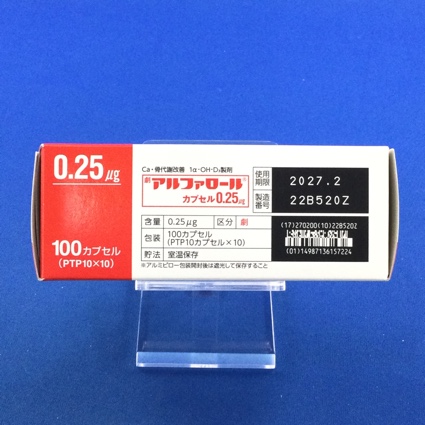 0.25μg
100カプセル
(PTP10×10)
Ca・骨代謝改善 1α-OH-D₃製剤
劇 アルファロール®
カプセル0.25μg
含量 0.25μg 区分 劇
包装 100カプセル
(PTP10カプセル×10)
貯法 室温保存
※アルミピロー包装開封後は遮光して保存すること
使用期限 2027.2
製造番号 22B520Z
(17)270200(10)22B520Z
(01)14987136157224